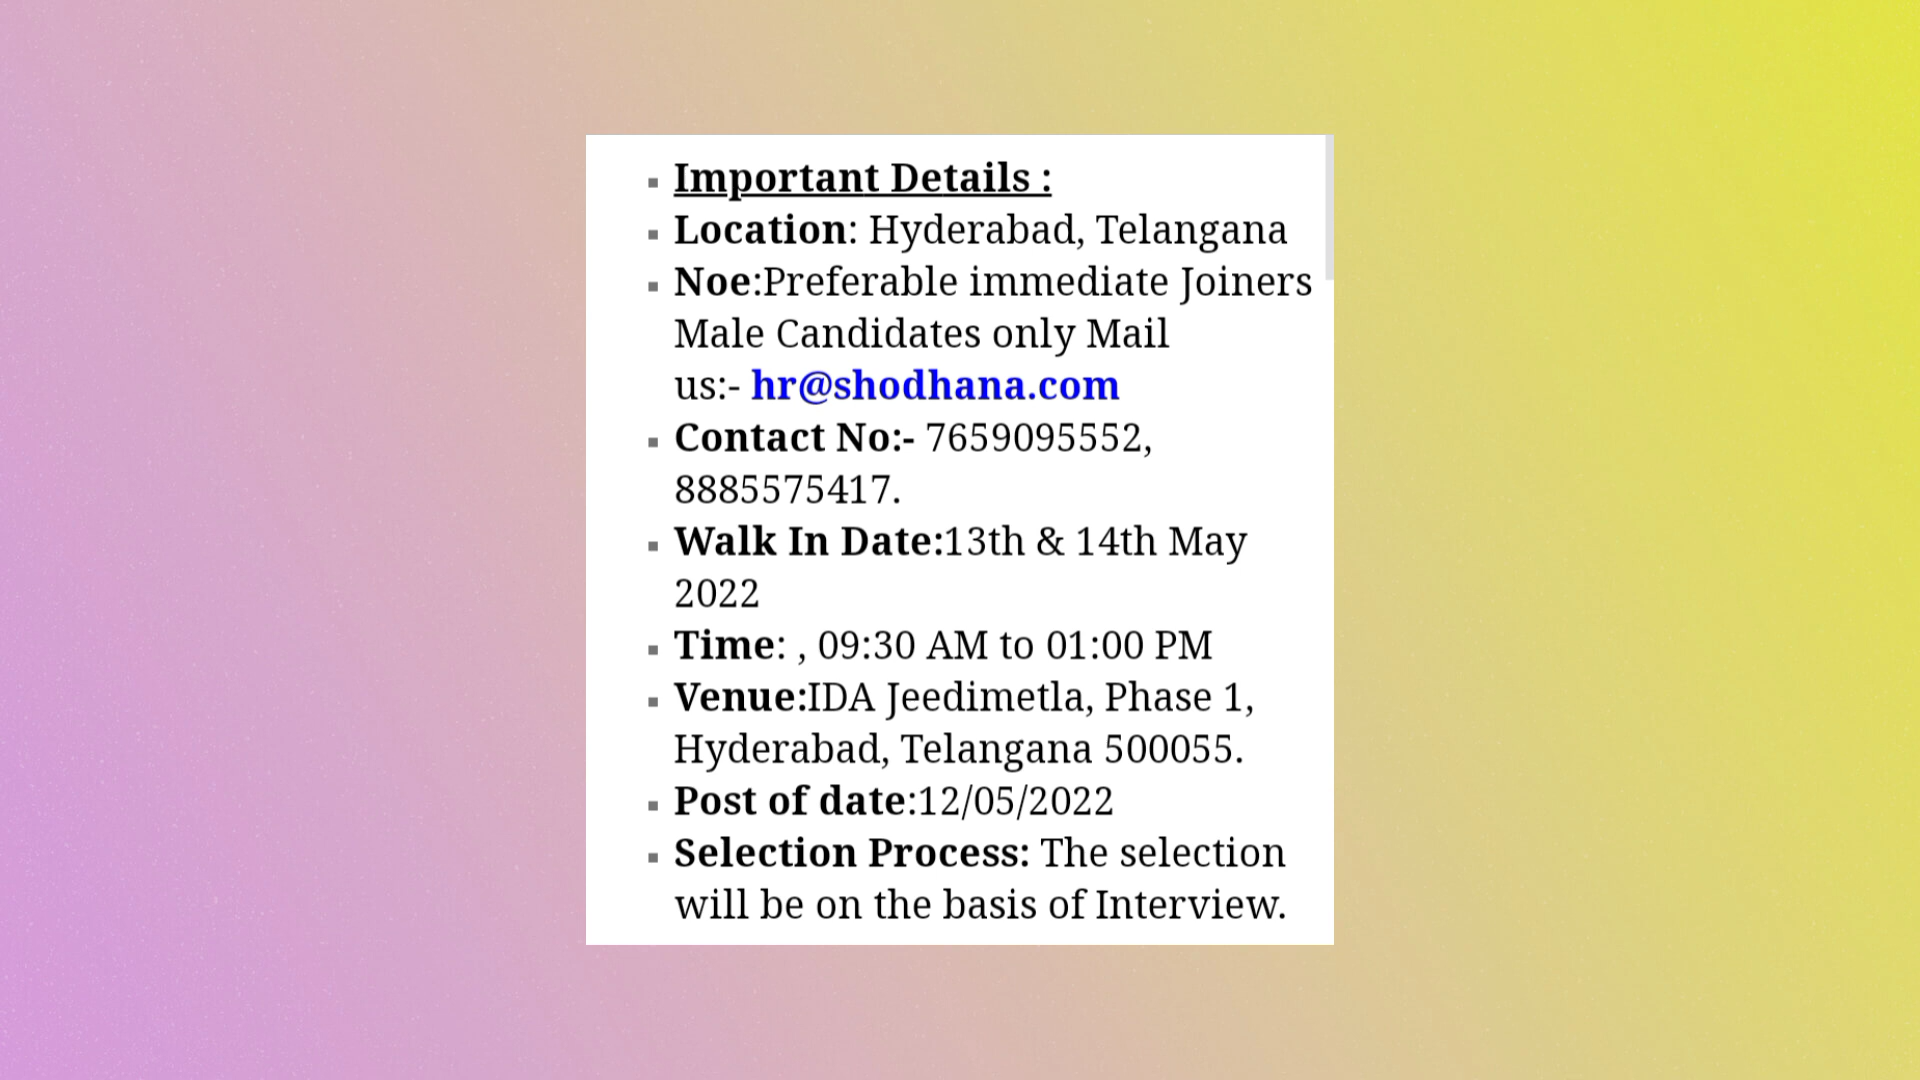 Important Details :
Location: Hyderabad, Telangana
Noe:Preferable immediate Joiners
Male Candidates only Mail
us:- hr@shodhana.com
Contact No:- 7659095552,
8885575417.
Walk In Date:13th & 14th May
2022
Time: , 09:30 AM to 01:00 PM
Venue:IDA Jeedimetla, Phase 1,
Hyderabad, Telangana 500055.
Post of date:12/05/2022
Selection Process: The selection
will be on the basis of Interview.